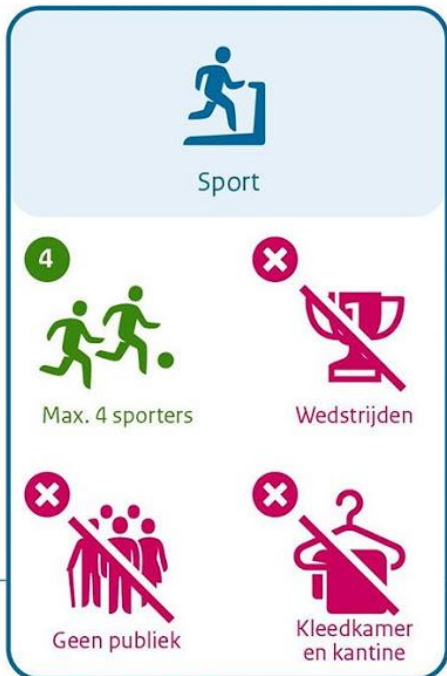 Sport
4
Max. 4 sporters
Wedstrijden
Geen publiek
Kleedkamer
en kantine